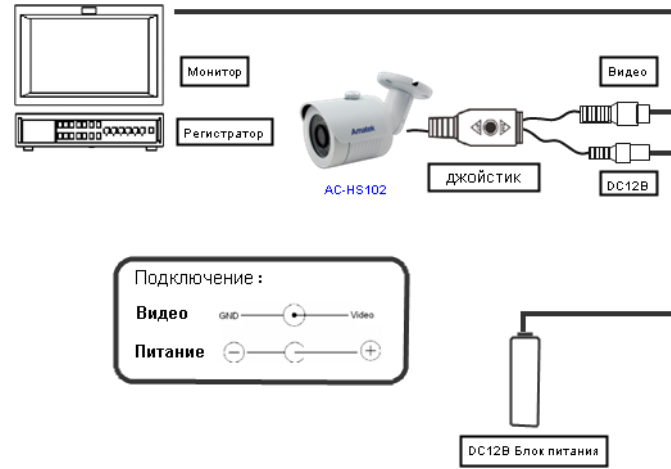 Монитор
Видео
Amatek
Регистратор
AC-HS102
джойстик
DC12В
Подключение:
Видео
GND
Video
Питание
DC12В Блок питания